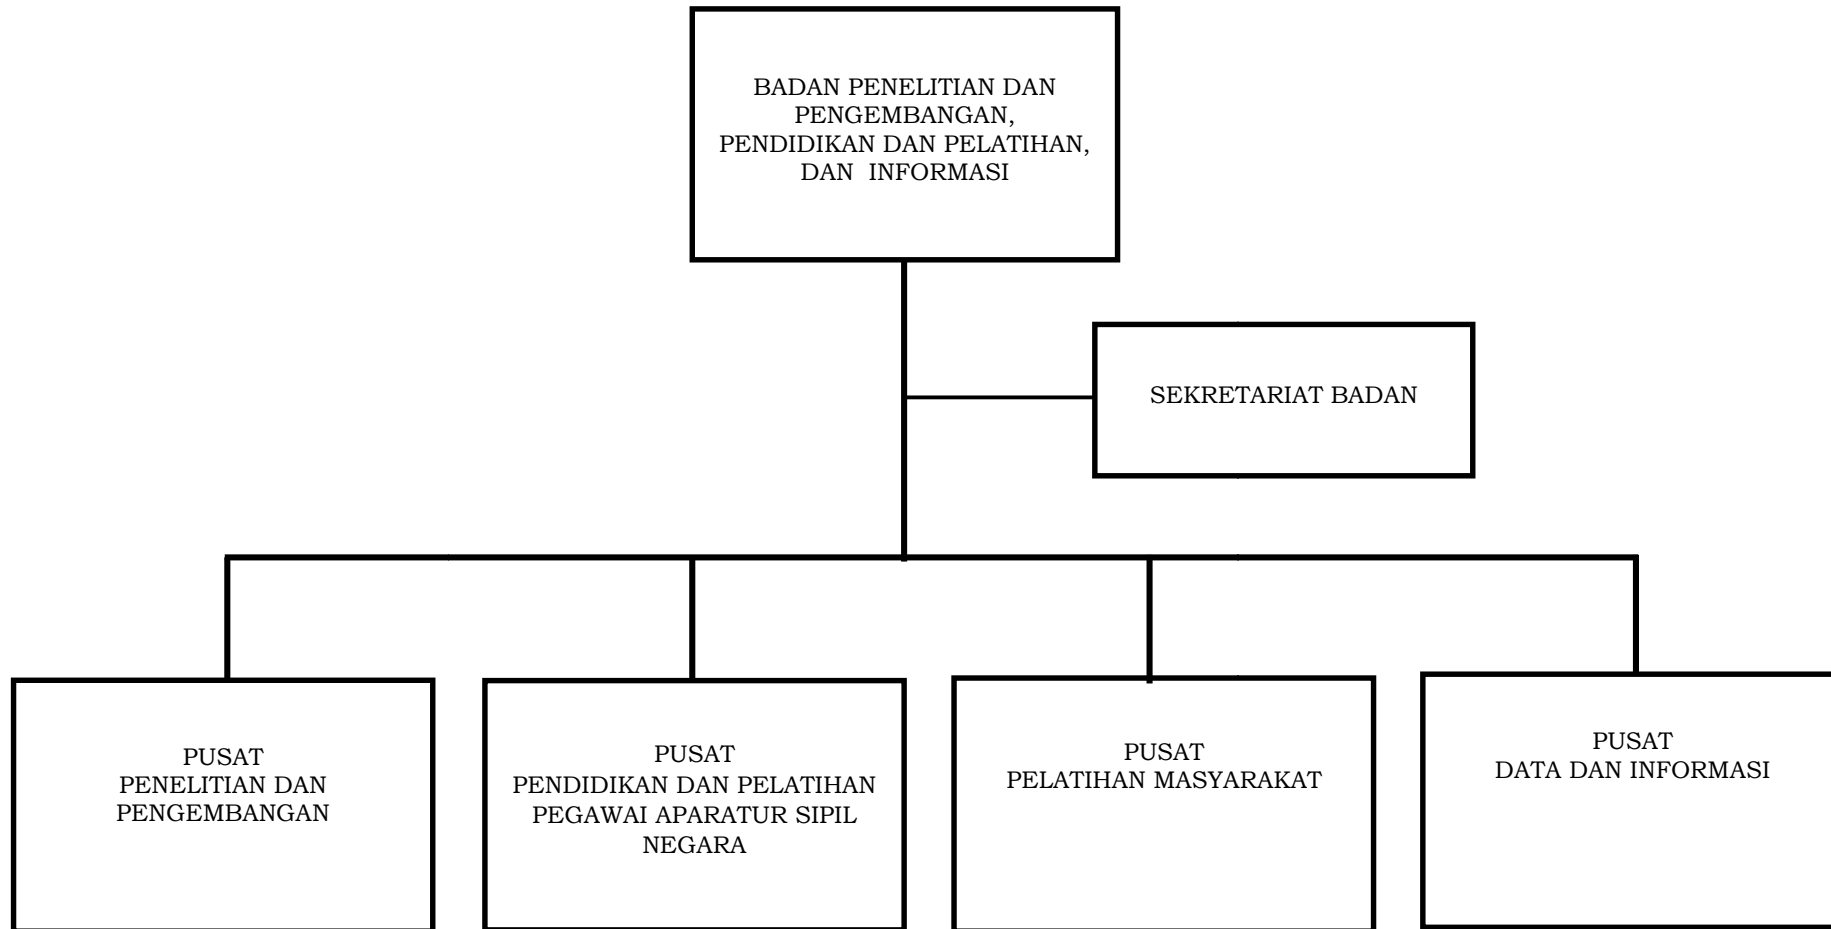 BADAN PENELITIAN DAN
PENGEMBANGAN,
PENDIDIKAN DAN PELATIHAN,
DAN  INFORMASI
SEKRETARIAT BADAN
PUSAT
PENELITIAN DAN
PENGEMBANGAN
PUSAT
PENDIDIKAN DAN PELATIHAN
PEGAWAI APARATUR SIPIL
NEGARA
PUSAT
PELATIHAN MASYARAKAT
PUSAT
DATA DAN INFORMASI